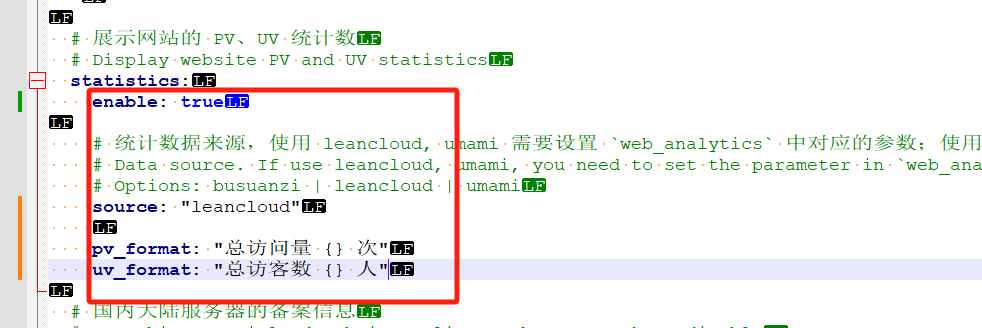 LF
LF
# 展示网站的 PV、UV 统计数LF
# Display website PV and UV statisticsLF
statistics:LF
enable: trueLF
LF
# 统计数据来源，使用 leancloud, umami 需要设置 `web_analytics` 中对应的参数；使用
# Data source. If use leancloud, umami, you need to set the parameter in `web_ana
# Options: busuanzi | leancloud | umamiLF
source: "leancloud"LF
LF
pv_format: "总访问量 {} 次"LF
uv_format: "总访客数 {} 人"LF
LF
# 国内大陆服务器的备案信息LF